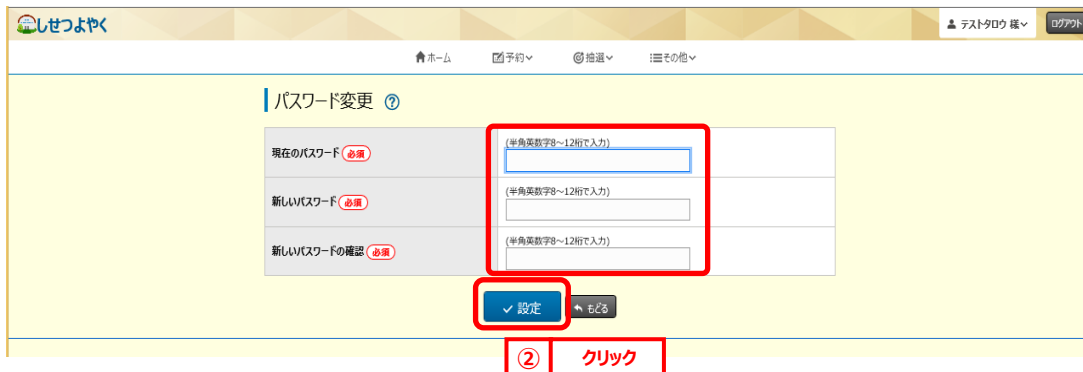 しせつよやく
テストタロウ 様
ログアウト
ホーム 予約 抽選 その他
パスワード変更 ?
現在のパスワード 必須 (半角英数字8～12桁で入力)
新しいパスワード 必須 (半角英数字8～12桁で入力)
新しいパスワードの確認 必須 (半角英数字8～12桁で入力)
設定 もどる
② クリック